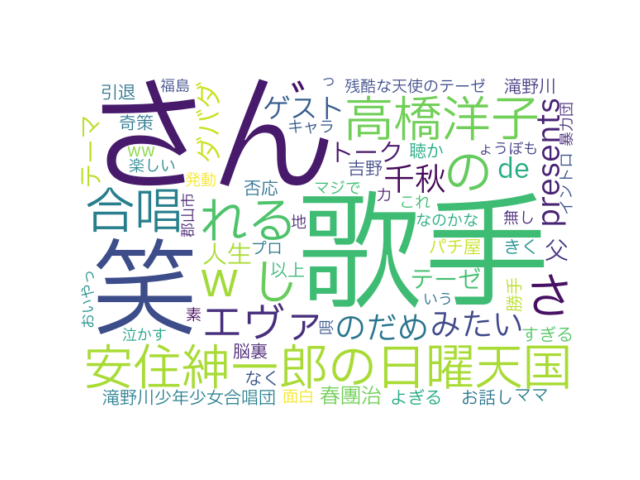 引退
福島
っ
残酷な天使のテーゼ
滝野川
さん
ダバダ
ゲスト
高橋洋子
テーマ
奇策
キャラ
presents
イントロ
暴力団
ww
トーク
聴か
ょうぼも
楽しい
吉野
の
de
発動
否応
マジで
千秋
カ
これ
合唱
れる
歌手
郡山市
地
なのかな
無し
笑
人生
プロ
パチ屋
きく
父
w
し
以上
テーゼ
勝手
さ
おいやっ
素
エヴァ
唄
のだめ
みたい
いう
泣かす
すぎる
脳裏
安住紳一郎の日曜天国
なく
滝野川少年少女合唱団
面白
春團治
よぎる
お話し
ママ